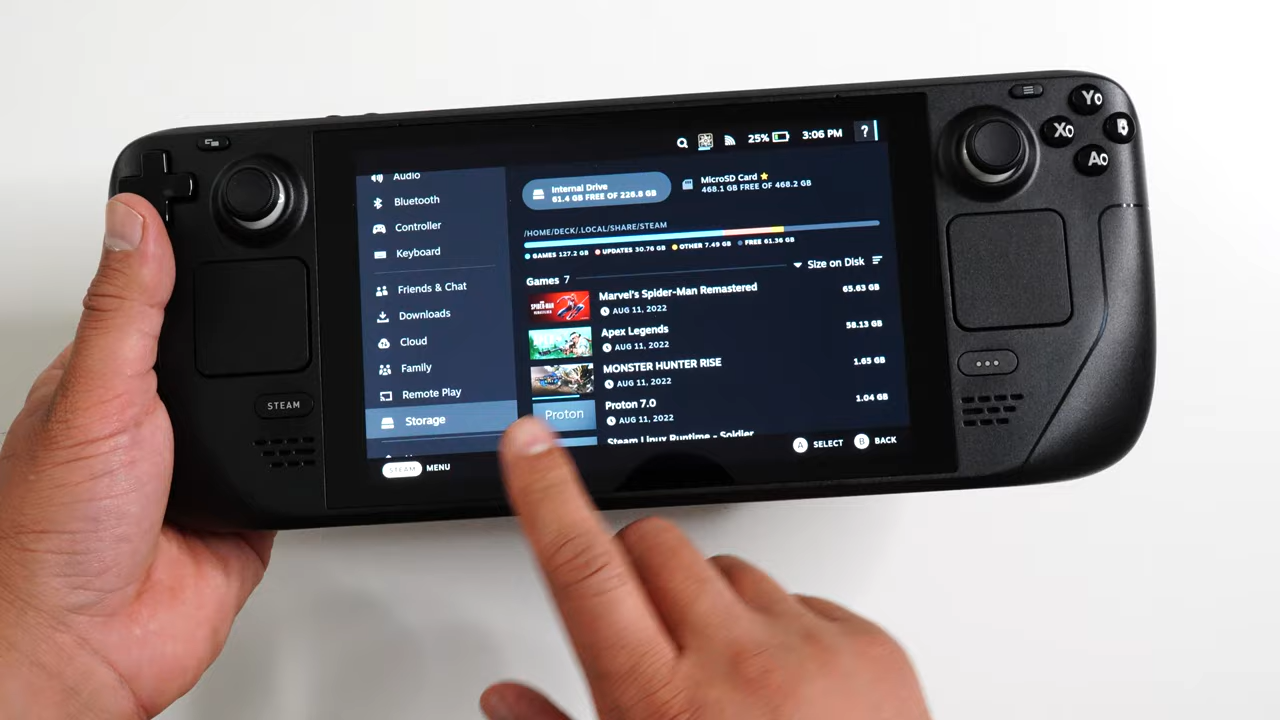 25% 3:06 PM ?
Audio
Bluetooth
Controller
Keyboard
Friends & Chat
Downloads
Cloud
Family
Remote Play
Storage
Internal Drive
61.4 GB FREE OF 226.8 GB
MicroSD Card
468.1 GB FREE OF 468.2 GB
/HOME/DECK/.LOCAL/SHARE/STEAM
GAMES 127.2 GB UPDATES 30.76 GB OTHER 7.49 GB FREE 61.36 GB
Games 7
Size on Disk
Marvel's Spider-Man Remastered
AUG 11, 2022
65.63 GB
Apex Legends
AUG 11, 2022
58.13 GB
MONSTER HUNTER RISE
AUG 11, 2022
1.65 GB
Proton
Proton 7.0
AUG 11, 2022
1.04 GB
Steam Linux Runtime - Soldier
STEAM MENU
A SELECT B BACK
STEAM
Y
X
B
A